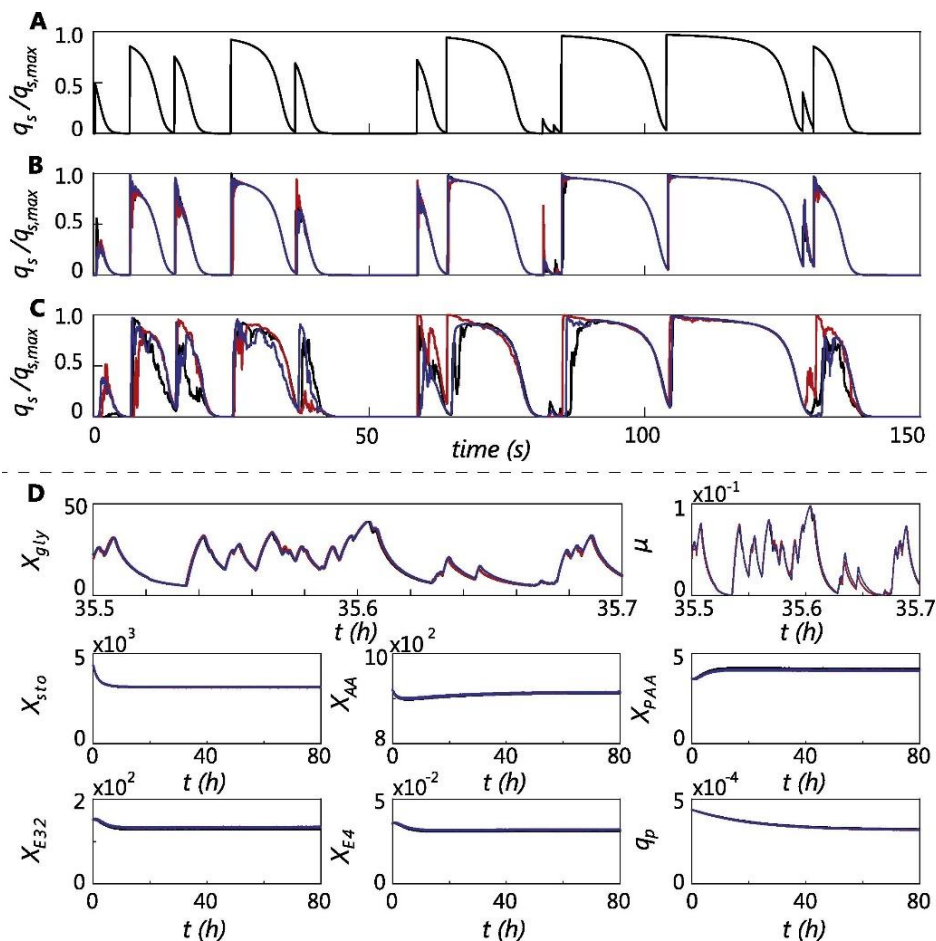 A
q_s/q_s,max
1.0
0.5
0
B
q_s/q_s,max
1.0
0.5
0
C
q_s/q_s,max
1.0
0.5
0
0 50 100 150
time (s)
D
X_gly
50
0
35.5 35.6 35.7
t (h)
x10^-1
μ
1
0
35.5 35.6 35.7
t (h)
x10^3
X_sto
5
0
0 40 80
t (h)
x10^2
X_AA
10
8
0 40 80
t (h)
X_PAA
5
0
0 40 80
t (h)
x10^2
X_E32
2
0
0 40 80
t (h)
x10^-2
X_E4
5
0
0 40 80
t (h)
x10^-4
q_p
5
0
0 40 80
t (h)